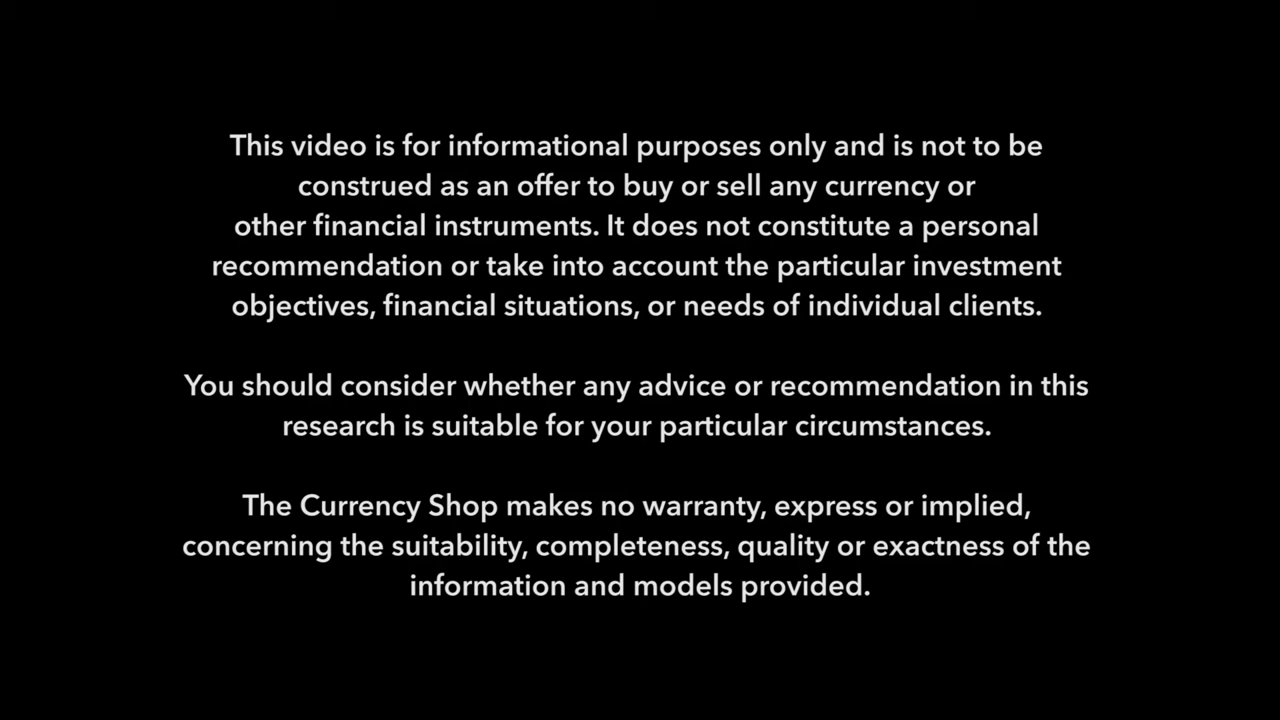 This video is for informational purposes only and is not to be
construed as an offer to buy or sell any currency or
other financial instruments. It does not constitute a personal
recommendation or take into account the particular investment
objectives, financial situations, or needs of individual clients.
You should consider whether any advice or recommendation in this
research is suitable for your particular circumstances.
The Currency Shop makes no warranty, express or implied,
concerning the suitability, completeness, quality or exactness of the
information and models provided.